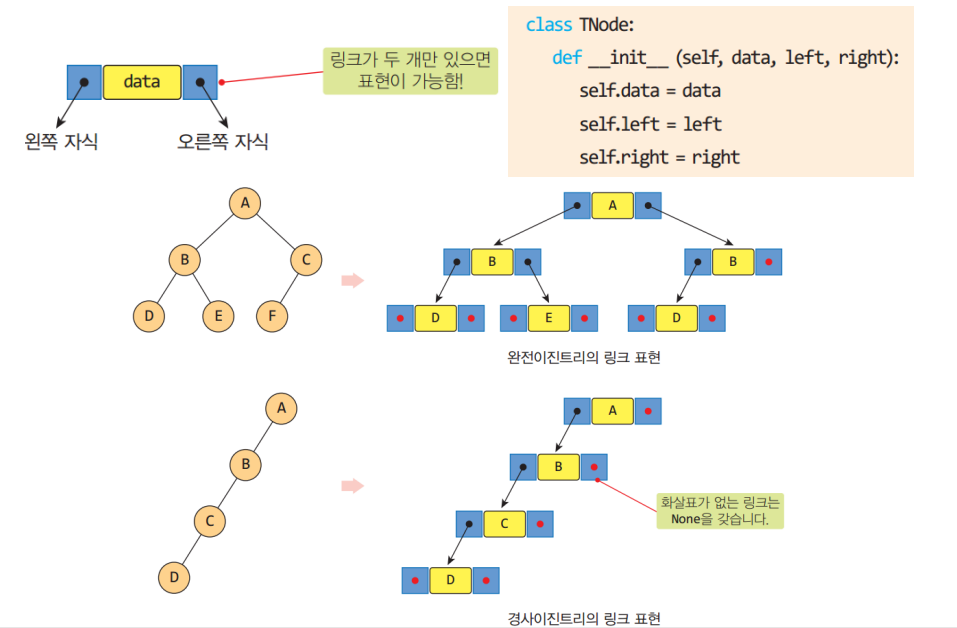 data
왼쪽 자식
오른쪽 자식
링크가 두 개만 있으면
표현이 가능함!
class TNode:
def __init__ (self, data, left, right):
self.data = data
self.left = left
self.right = right
A
B C
D E F
A
B B
D E D
완전이진트리의 링크 표현
A
B
C
D
A
B
C
D
화살표가 없는 링크는
None을 갖습니다.
경사이진트리의 링크 표현